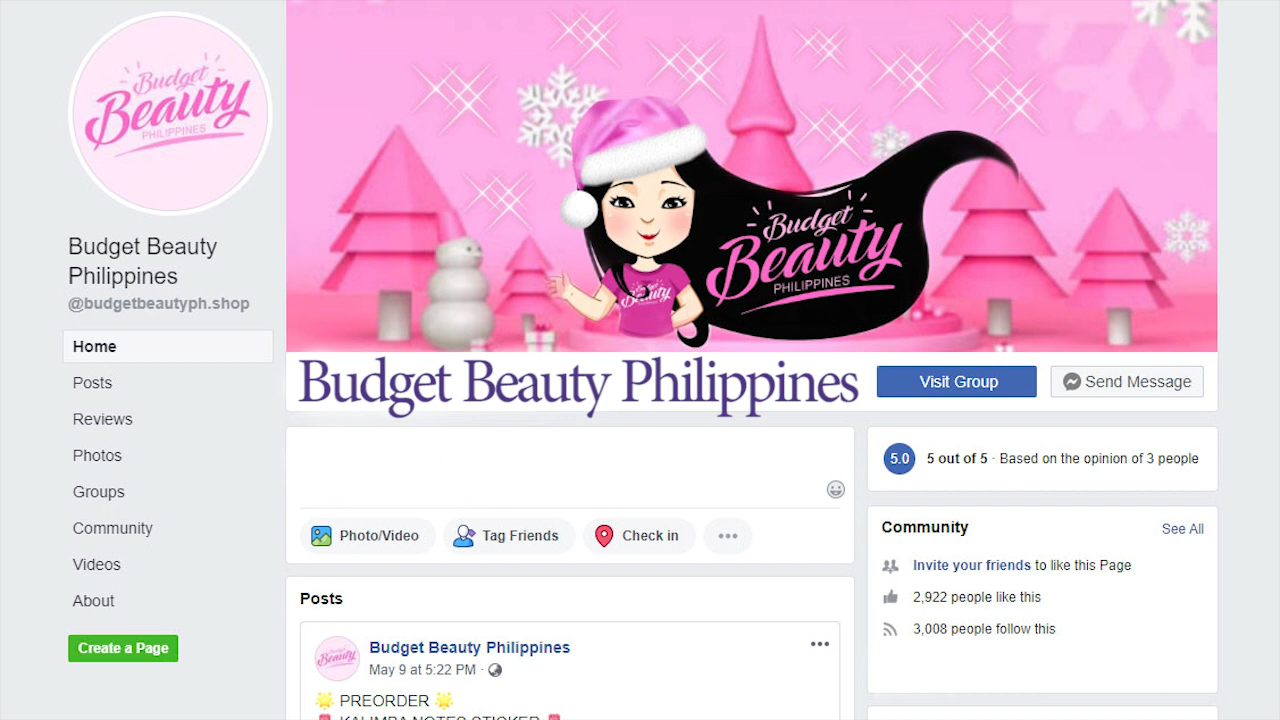 Budget
Beauty
PHILIPPINES
Budget Beauty
Philippines
@budgetbeautyph.shop
Home
Posts
Reviews
Photos
Groups
Community
Videos
About
Create a Page
Budget
Beauty
PHILIPPINES
Beauty
Budget Beauty Philippines
Visit Group
Send Message
Photo/Video
Tag Friends
Check in
Posts
Budget Beauty Philippines
May 9 at 5:22 PM ·
🌟 PREORDER 🌟
KALIMBA NOTES STICKER
5.0
5 out of 5 · Based on the opinion of 3 people
Community
See All
Invite your friends to like this Page
2,922 people like this
3,008 people follow this